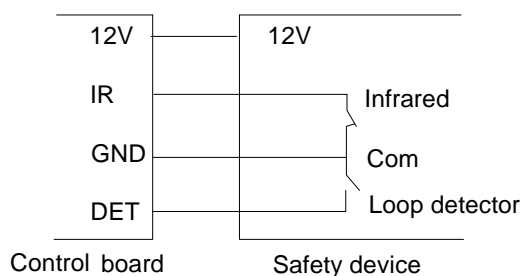 12V 12V
IR Infrared
GND Com
DET Loop detector
Control board Safety device